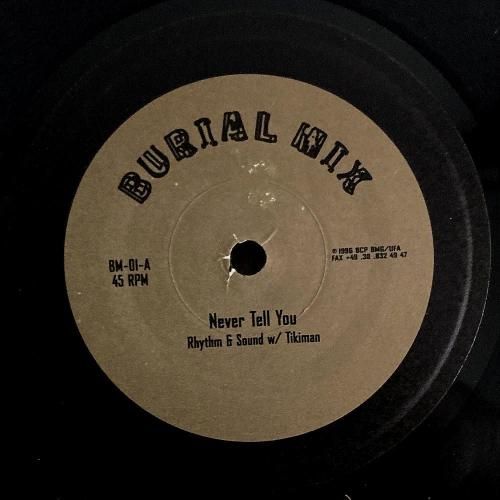 BURIAL MIX
BM-01-A
45 RPM
© 1996 BCP BMG/UFA
FAX +49 .30 .832 49 47
Never Tell You
Rhythm & Sound w/ Tikiman